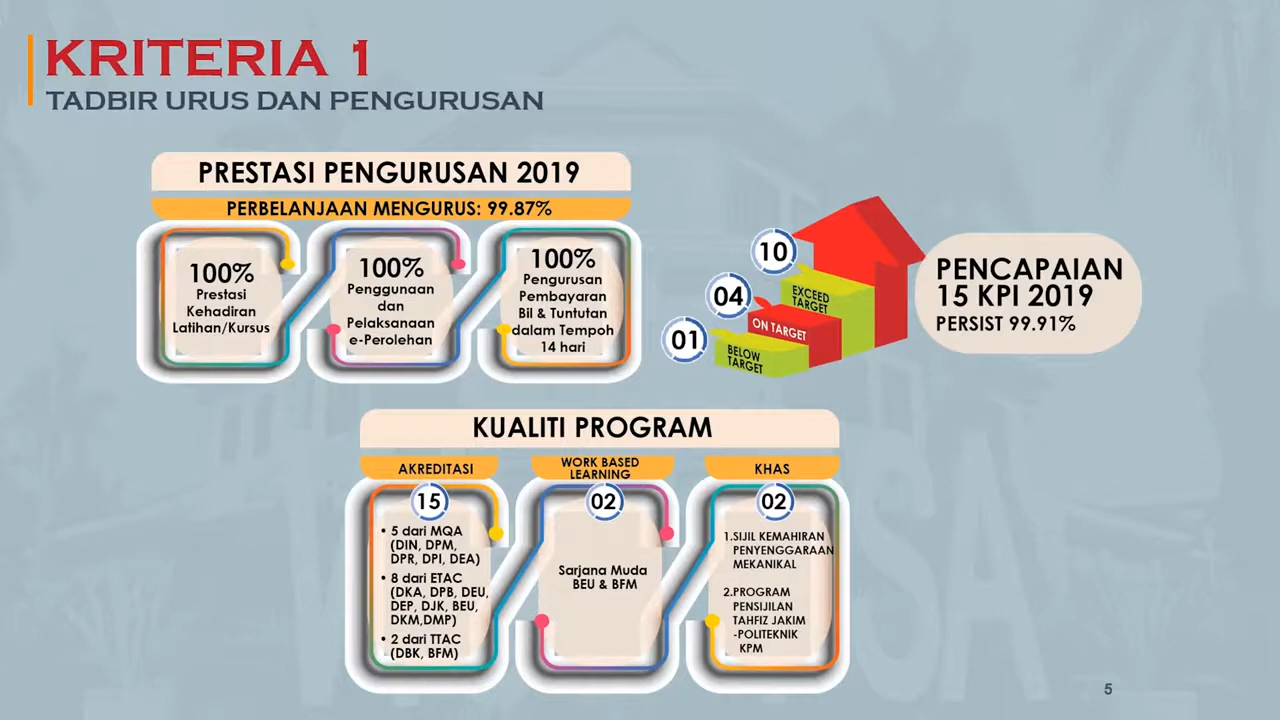 KRITERIA 1
TADBIR URUS DAN PENGURUSAN
PRESTASI PENGURUSAN 2019
PERBELANJAAN MENGURUS: 99.87%
100%
Prestasi
Kehadiran
Latihan/Kursus
100%
Penggunaan
dan
Pelaksanaan
e-Perolehan
100%
Pengurusan
Pembayaran
Bil & Tuntutan
dalam Tempoh
14 hari
10
EXCEED
TARGET
04
ON TARGET
01
BELOW
TARGET
PENCAPAIAN
15 KPI 2019
PERSIST 99.91%
KUALITI PROGRAM
AKREDITASI
15
• 5 dari MQA
(DIN, DPM,
DPR, DPI, DEA)
• 8 dari ETAC
(DKA, DPB, DEU,
DEP, DJK, BEU,
DKM,DMP)
• 2 dari TTAC
(DBK, BFM)
WORK BASED
LEARNING
02
Sarjana Muda
BEU & BFM
KHAS
02
1.SIJIL KEMAHIRAN
PENYENGGARAAN
MEKANIKAL
2.PROGRAM
PENSIJILAN
TAHFIZ JAKIM
-POLITEKNIK
KPM
5